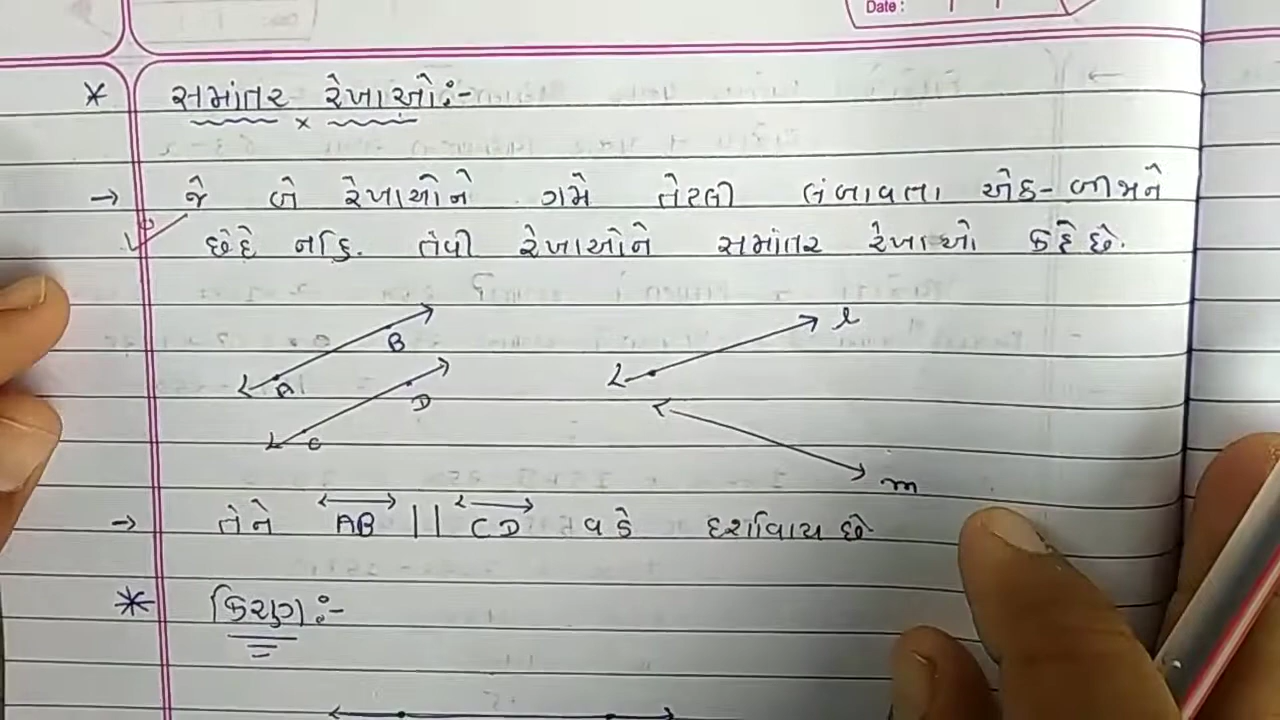 Date :
* સમાંતર રેખાઓ:-
→ જે બે રેખાઓને ગમે તેટલી લંબાવતા એક-બીજાને
છેદે નહિ. તેવી રેખાઓને સમાંતર રેખાઓ કહે છે.
A B
C D
l
m
→ તેને AB || CD વડે દર્શાવાય છે
* કિરણ:-